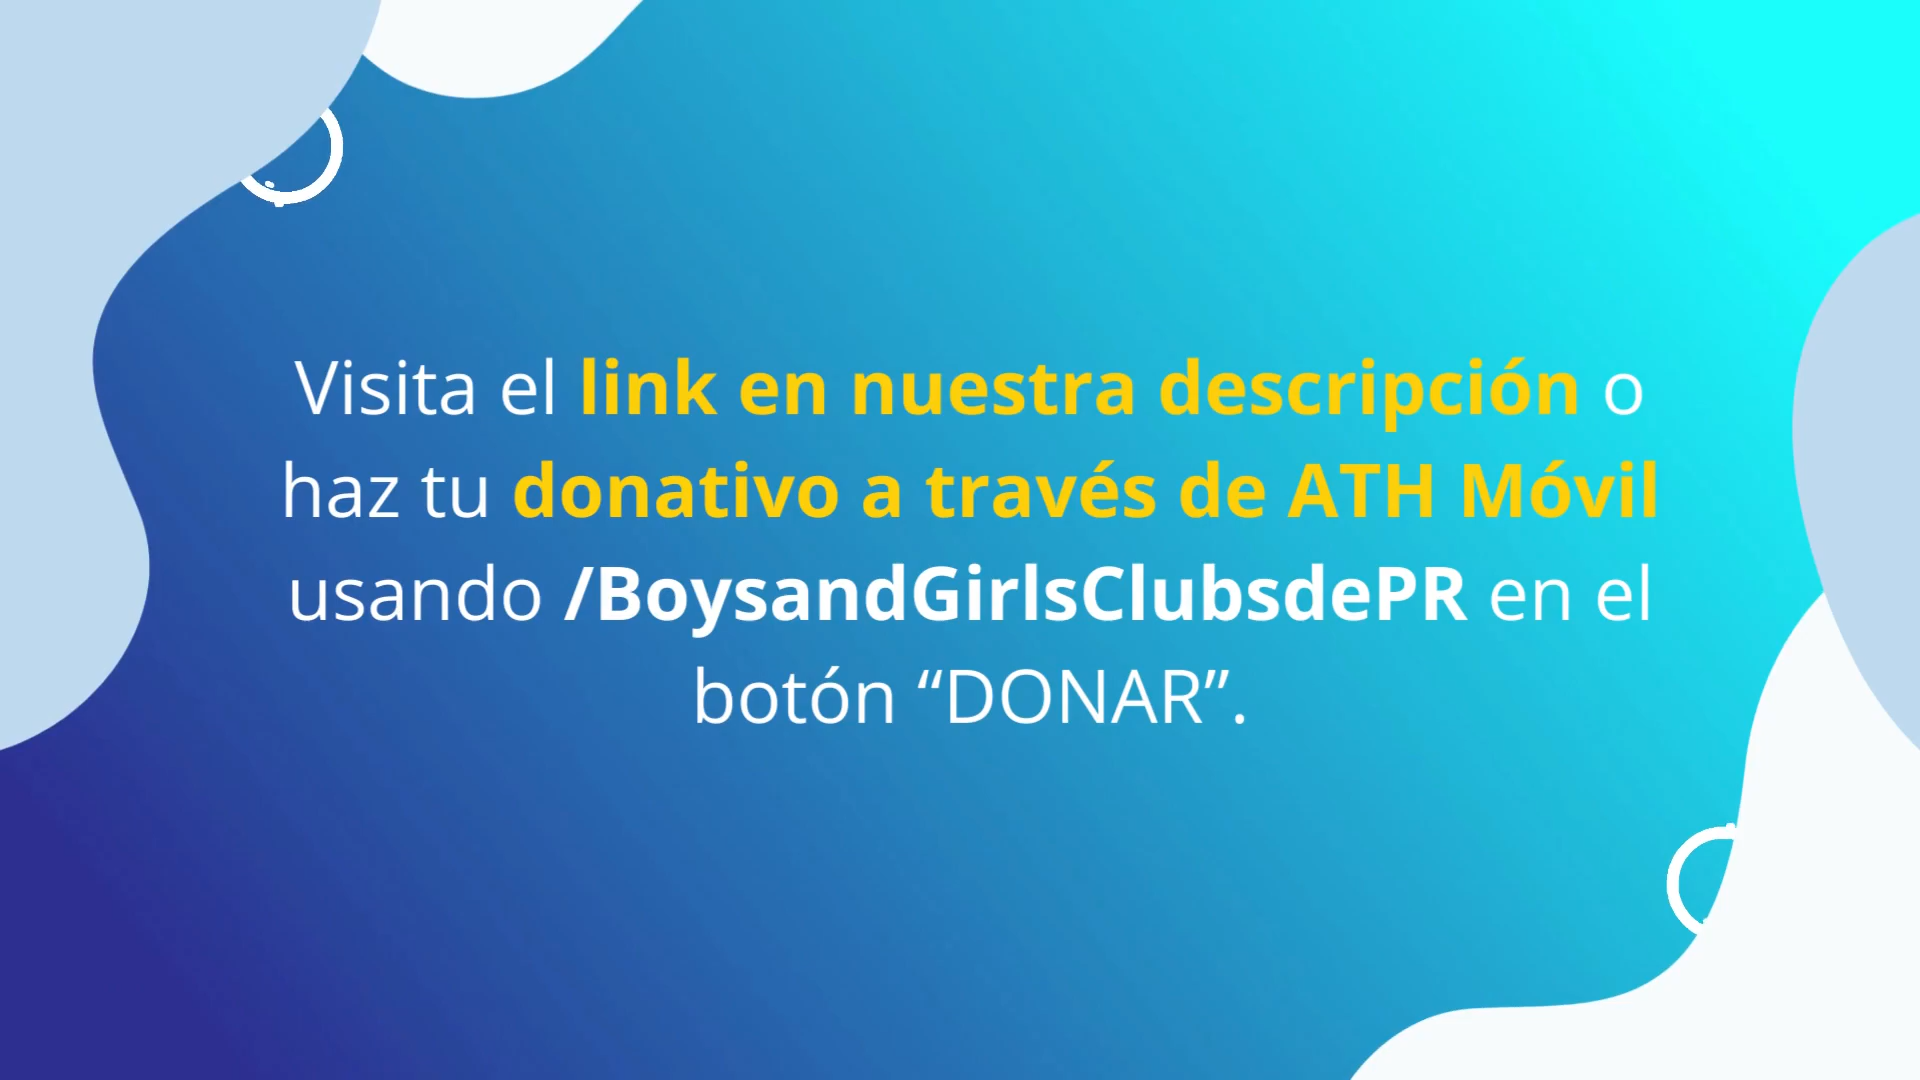 Visita el link en nuestra descripción o
haz tu donativo a través de ATH Móvil
usando /BoysandGirlsClubsdePR en el
botón “DONAR”.